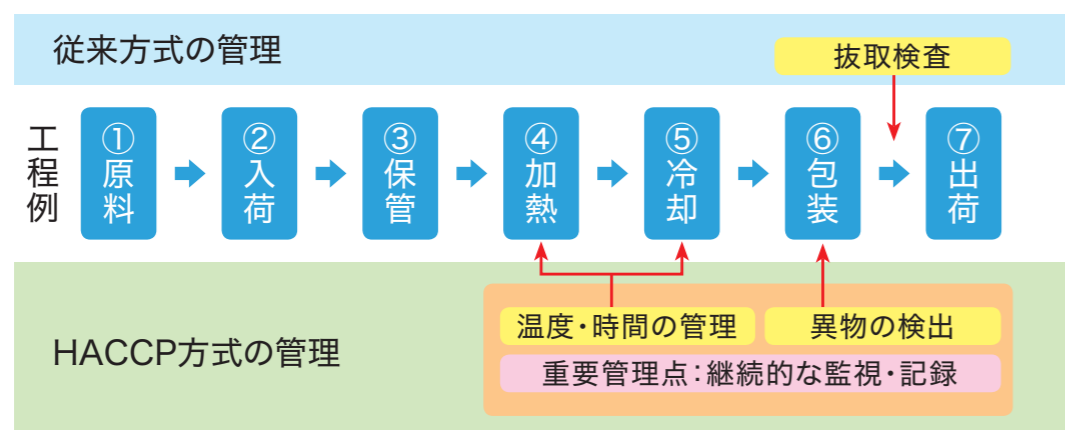 従来方式の管理
抜取検査
工程例
①原料
②入荷
③保管
④加熱
⑤冷却
⑥包装
⑦出荷
HACCP方式の管理
温度・時間の管理
異物の検出
重要管理点：継続的な監視・記録